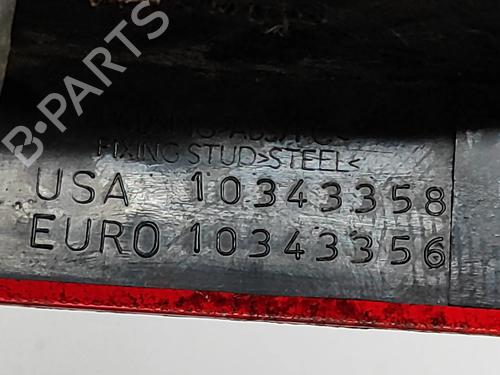 FIXING STUD>STEEL<
USA 10343358
EURO 10343356
B-PARTS